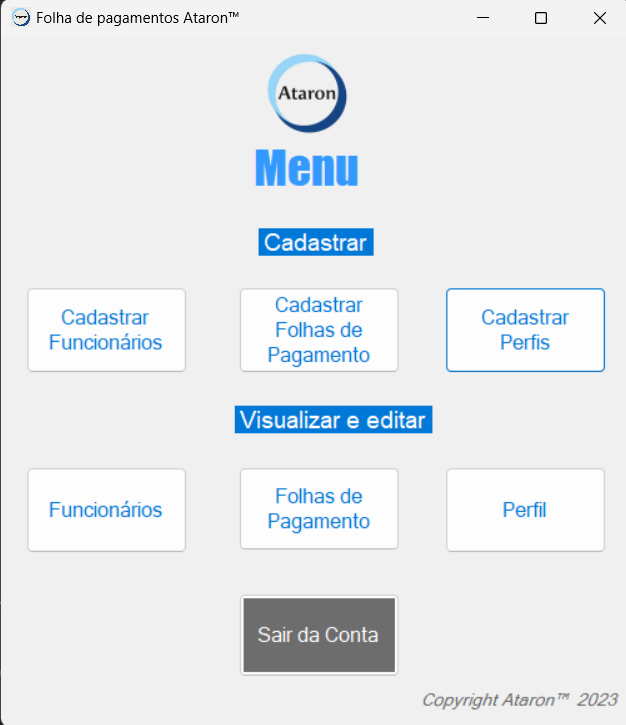 Folha de pagamentos Ataron™
Ataron
Menu
Cadastrar
Cadastrar
Funcionários
Cadastrar
Folhas de
Pagamento
Cadastrar
Perfis
Visualizar e editar
Funcionários
Folhas de
Pagamento
Perfil
Sair da Conta
Copyright Ataron™ 2023